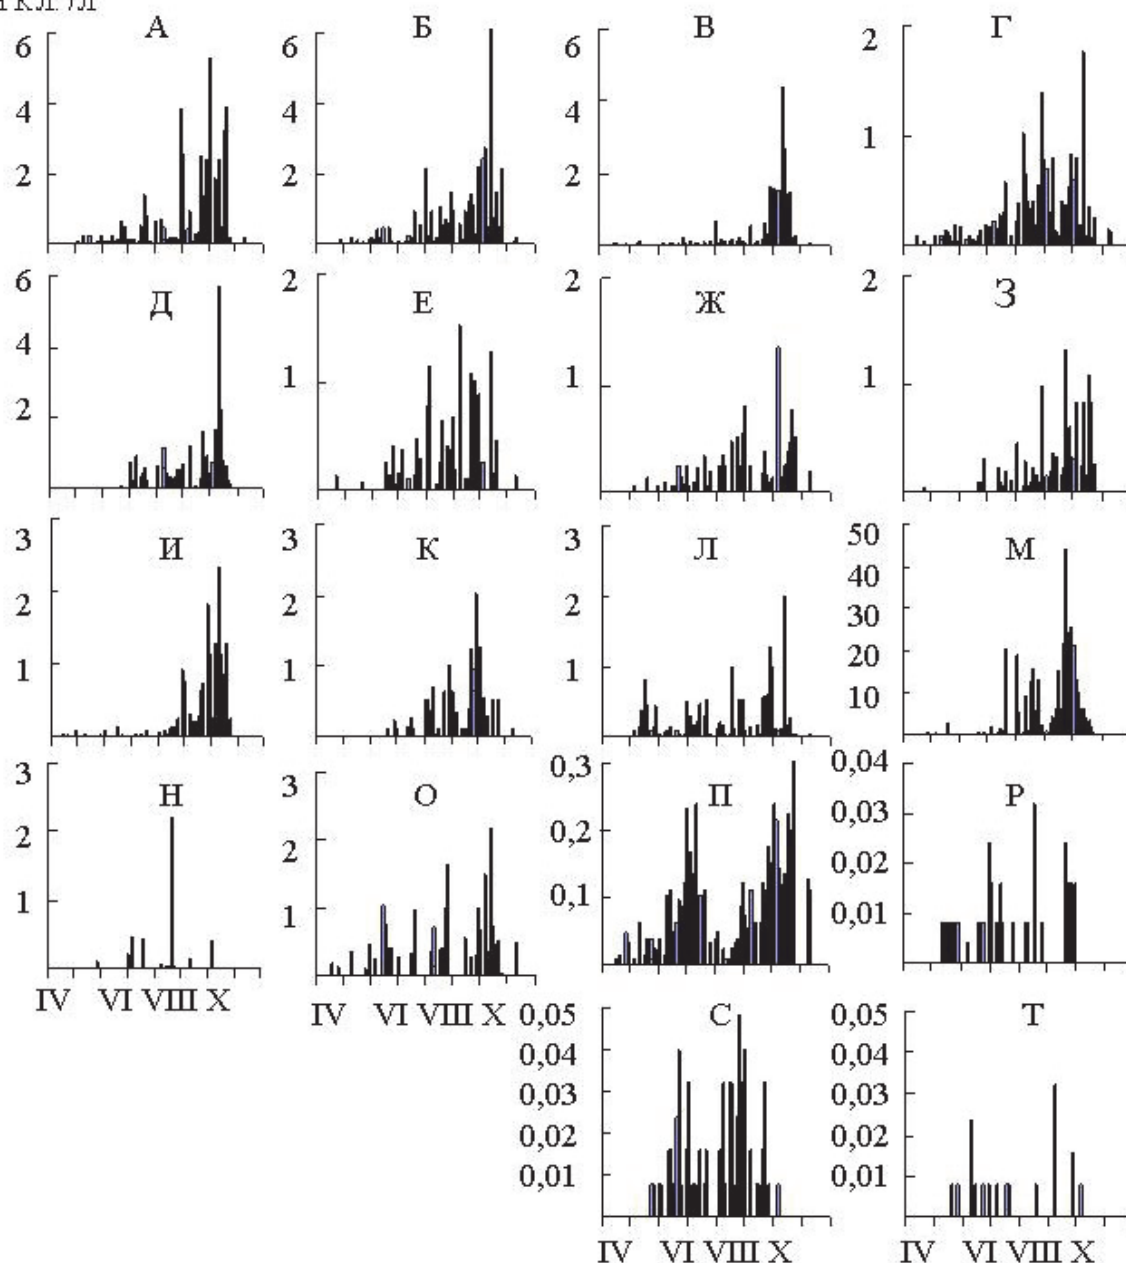 А Б В Г
6 6 6 2
4 4 4
1
2 2 2
Д Е Ж З
6 2 2 2
4
1 1 1
2
И К Л М
3 3 3 50
40
2 2 2 30
20
1 1 1 10
Н О П Р
3 3 0,3 0,04
0,03
2 2 0,2
0,02
1 1 0,1 0,01
IV VI VIII X IV VI VIII X
С Т
0,05 0,05
0,04 0,04
0,03 0,03
0,02 0,02
0,01 0,01
IV VI VIII X IV VI VIII X